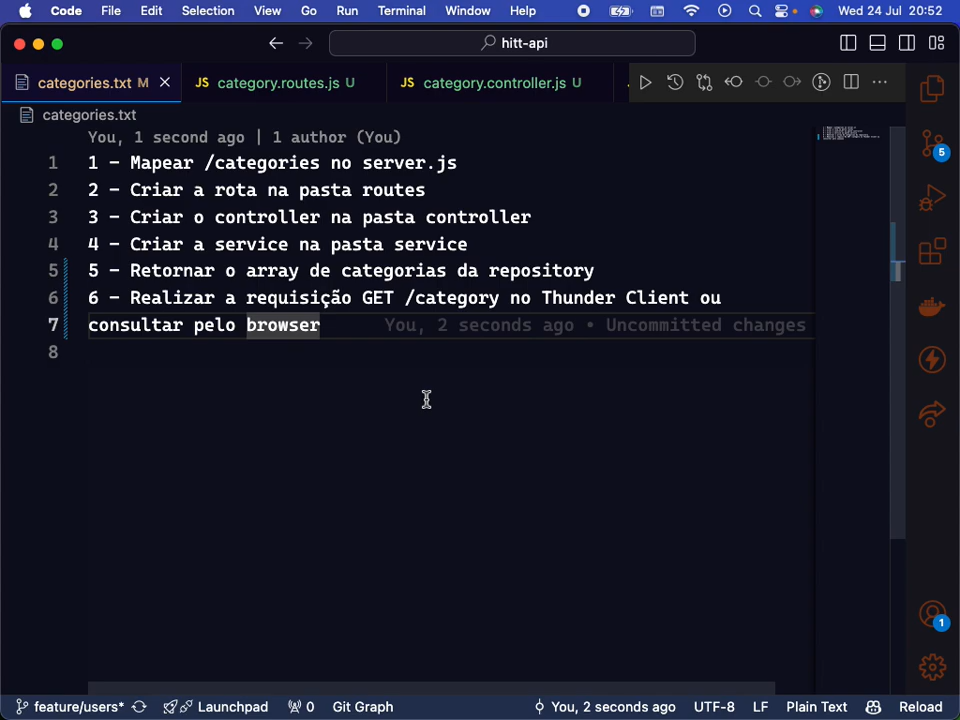 Code File Edit Selection View Go Run Terminal Window Help Wed 24 Jul 20:52
hitt-api
categories.txt M JS category.routes.js U JS category.controller.js U
categories.txt
You, 1 second ago | 1 author (You)
1 1 - Mapear /categories no server.js
2 2 - Criar a rota na pasta routes
3 3 - Criar o controller na pasta controller
4 4 - Criar a service na pasta service
5 5 - Retornar o array de categorias da repository
6 6 - Realizar a requisição GET /category no Thunder Client ou
7 consultar pelo browser You, 2 seconds ago • Uncommitted changes
8
5
1
feature/users* Launchpad 0 Git Graph You, 2 seconds ago UTF-8 LF Plain Text Reload